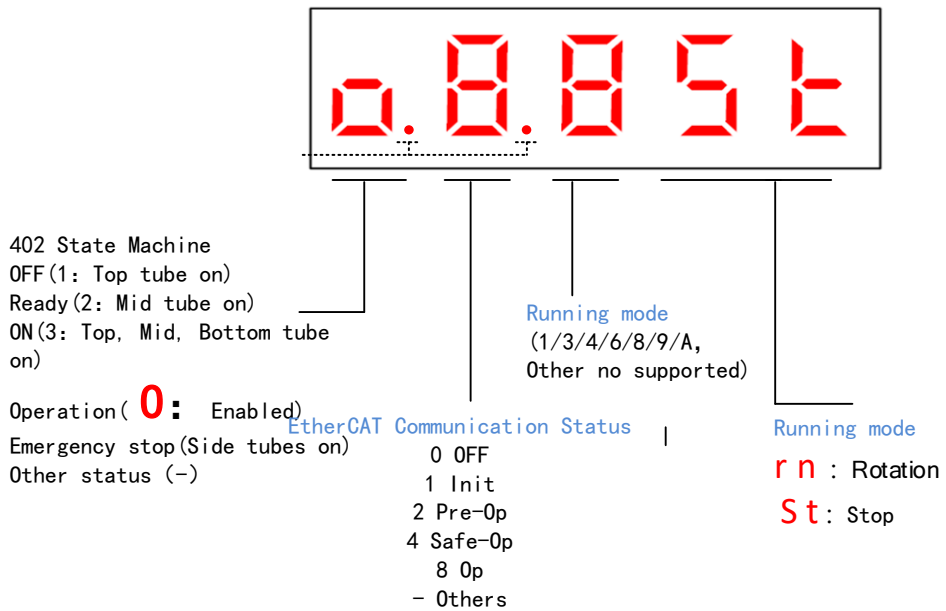 o.8.8St
402 State Machine
OFF(1: Top tube on)
Ready(2: Mid tube on)
ON(3: Top, Mid, Bottom tube
on)
Operation( 0: Enabled)
Emergency stop(Side tubes on)
Other status (-)
Running mode
(1/3/4/6/8/9/A,
Other no supported)
EtherCAT Communication Status
0 OFF
1 Init
2 Pre-Op
4 Safe-Op
8 Op
- Others
Running mode
rn : Rotation
St: Stop